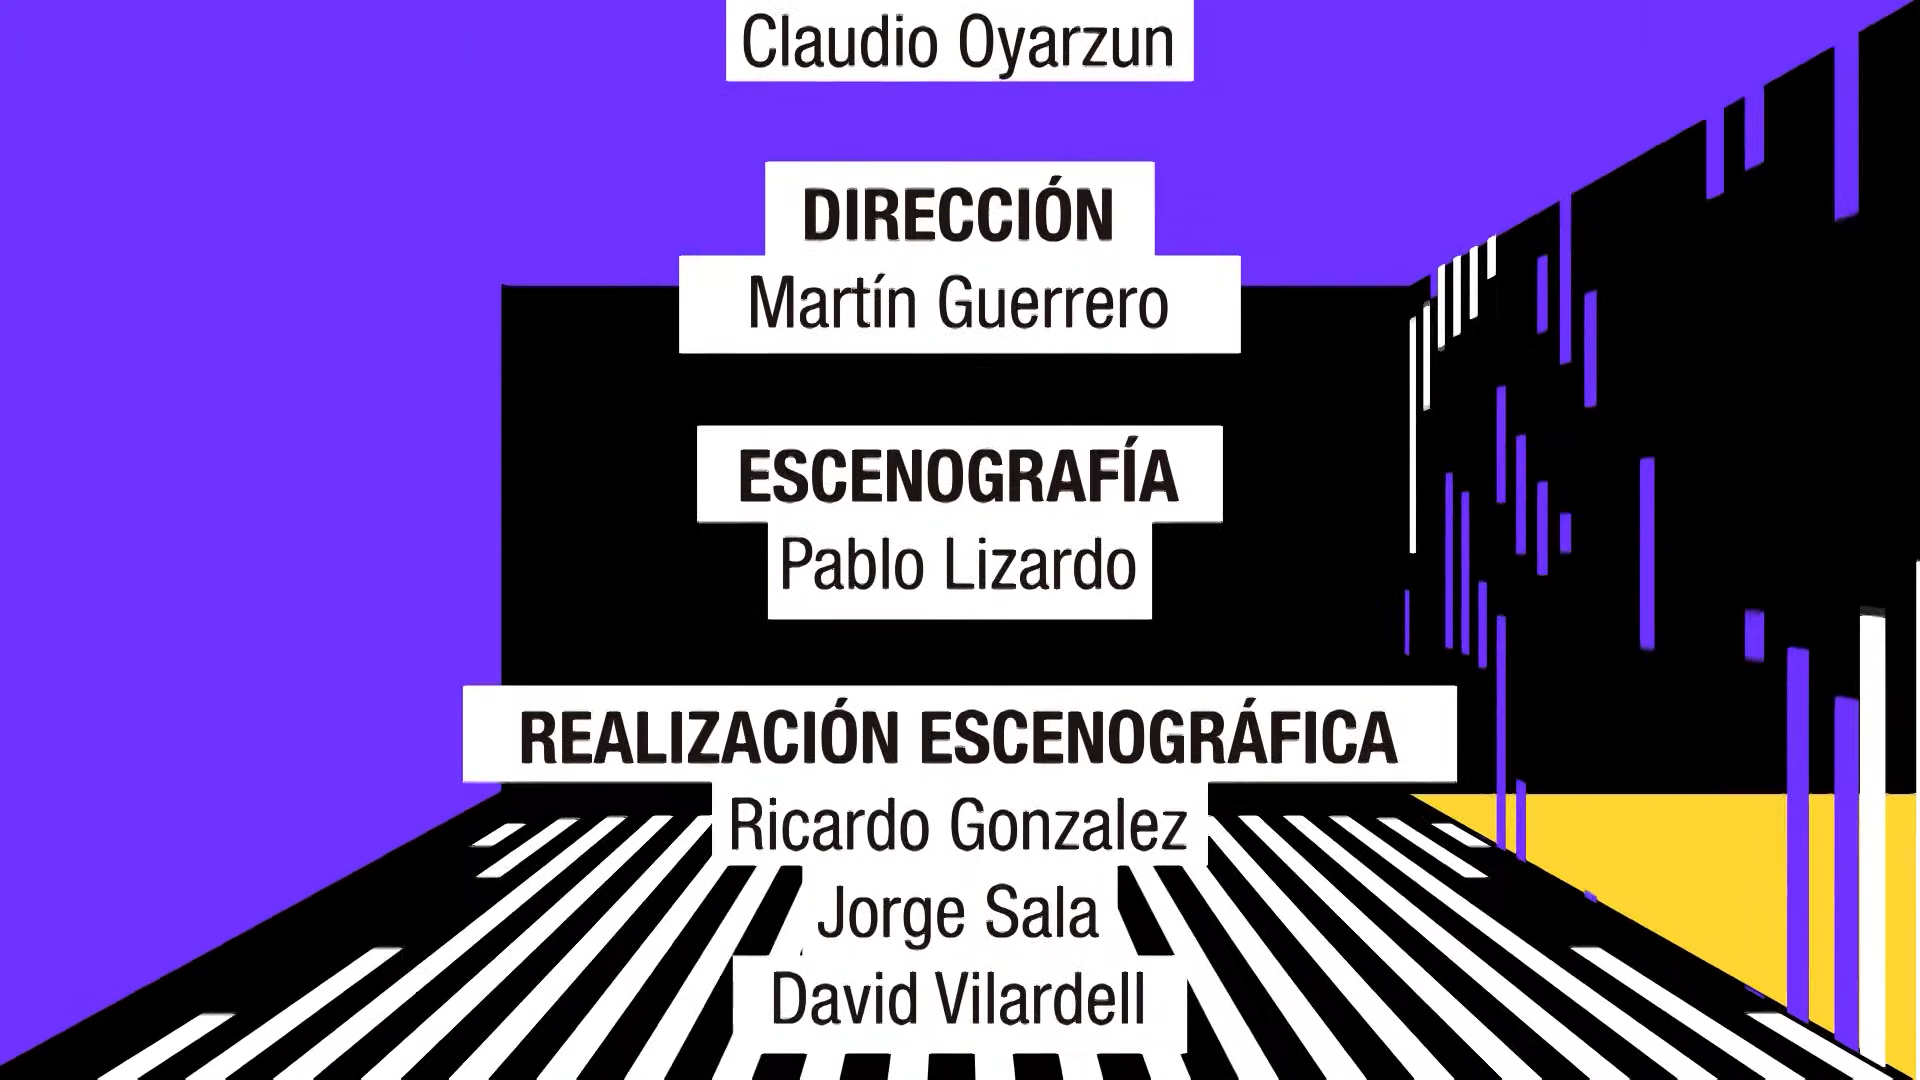 Claudio Oyarzun
DIRECCIÓN
Martín Guerrero
ESCENOGRAFÍA
Pablo Lizardo
REALIZACIÓN ESCENOGRÁFICA
Ricardo Gonzalez
Jorge Sala
David Vilardell